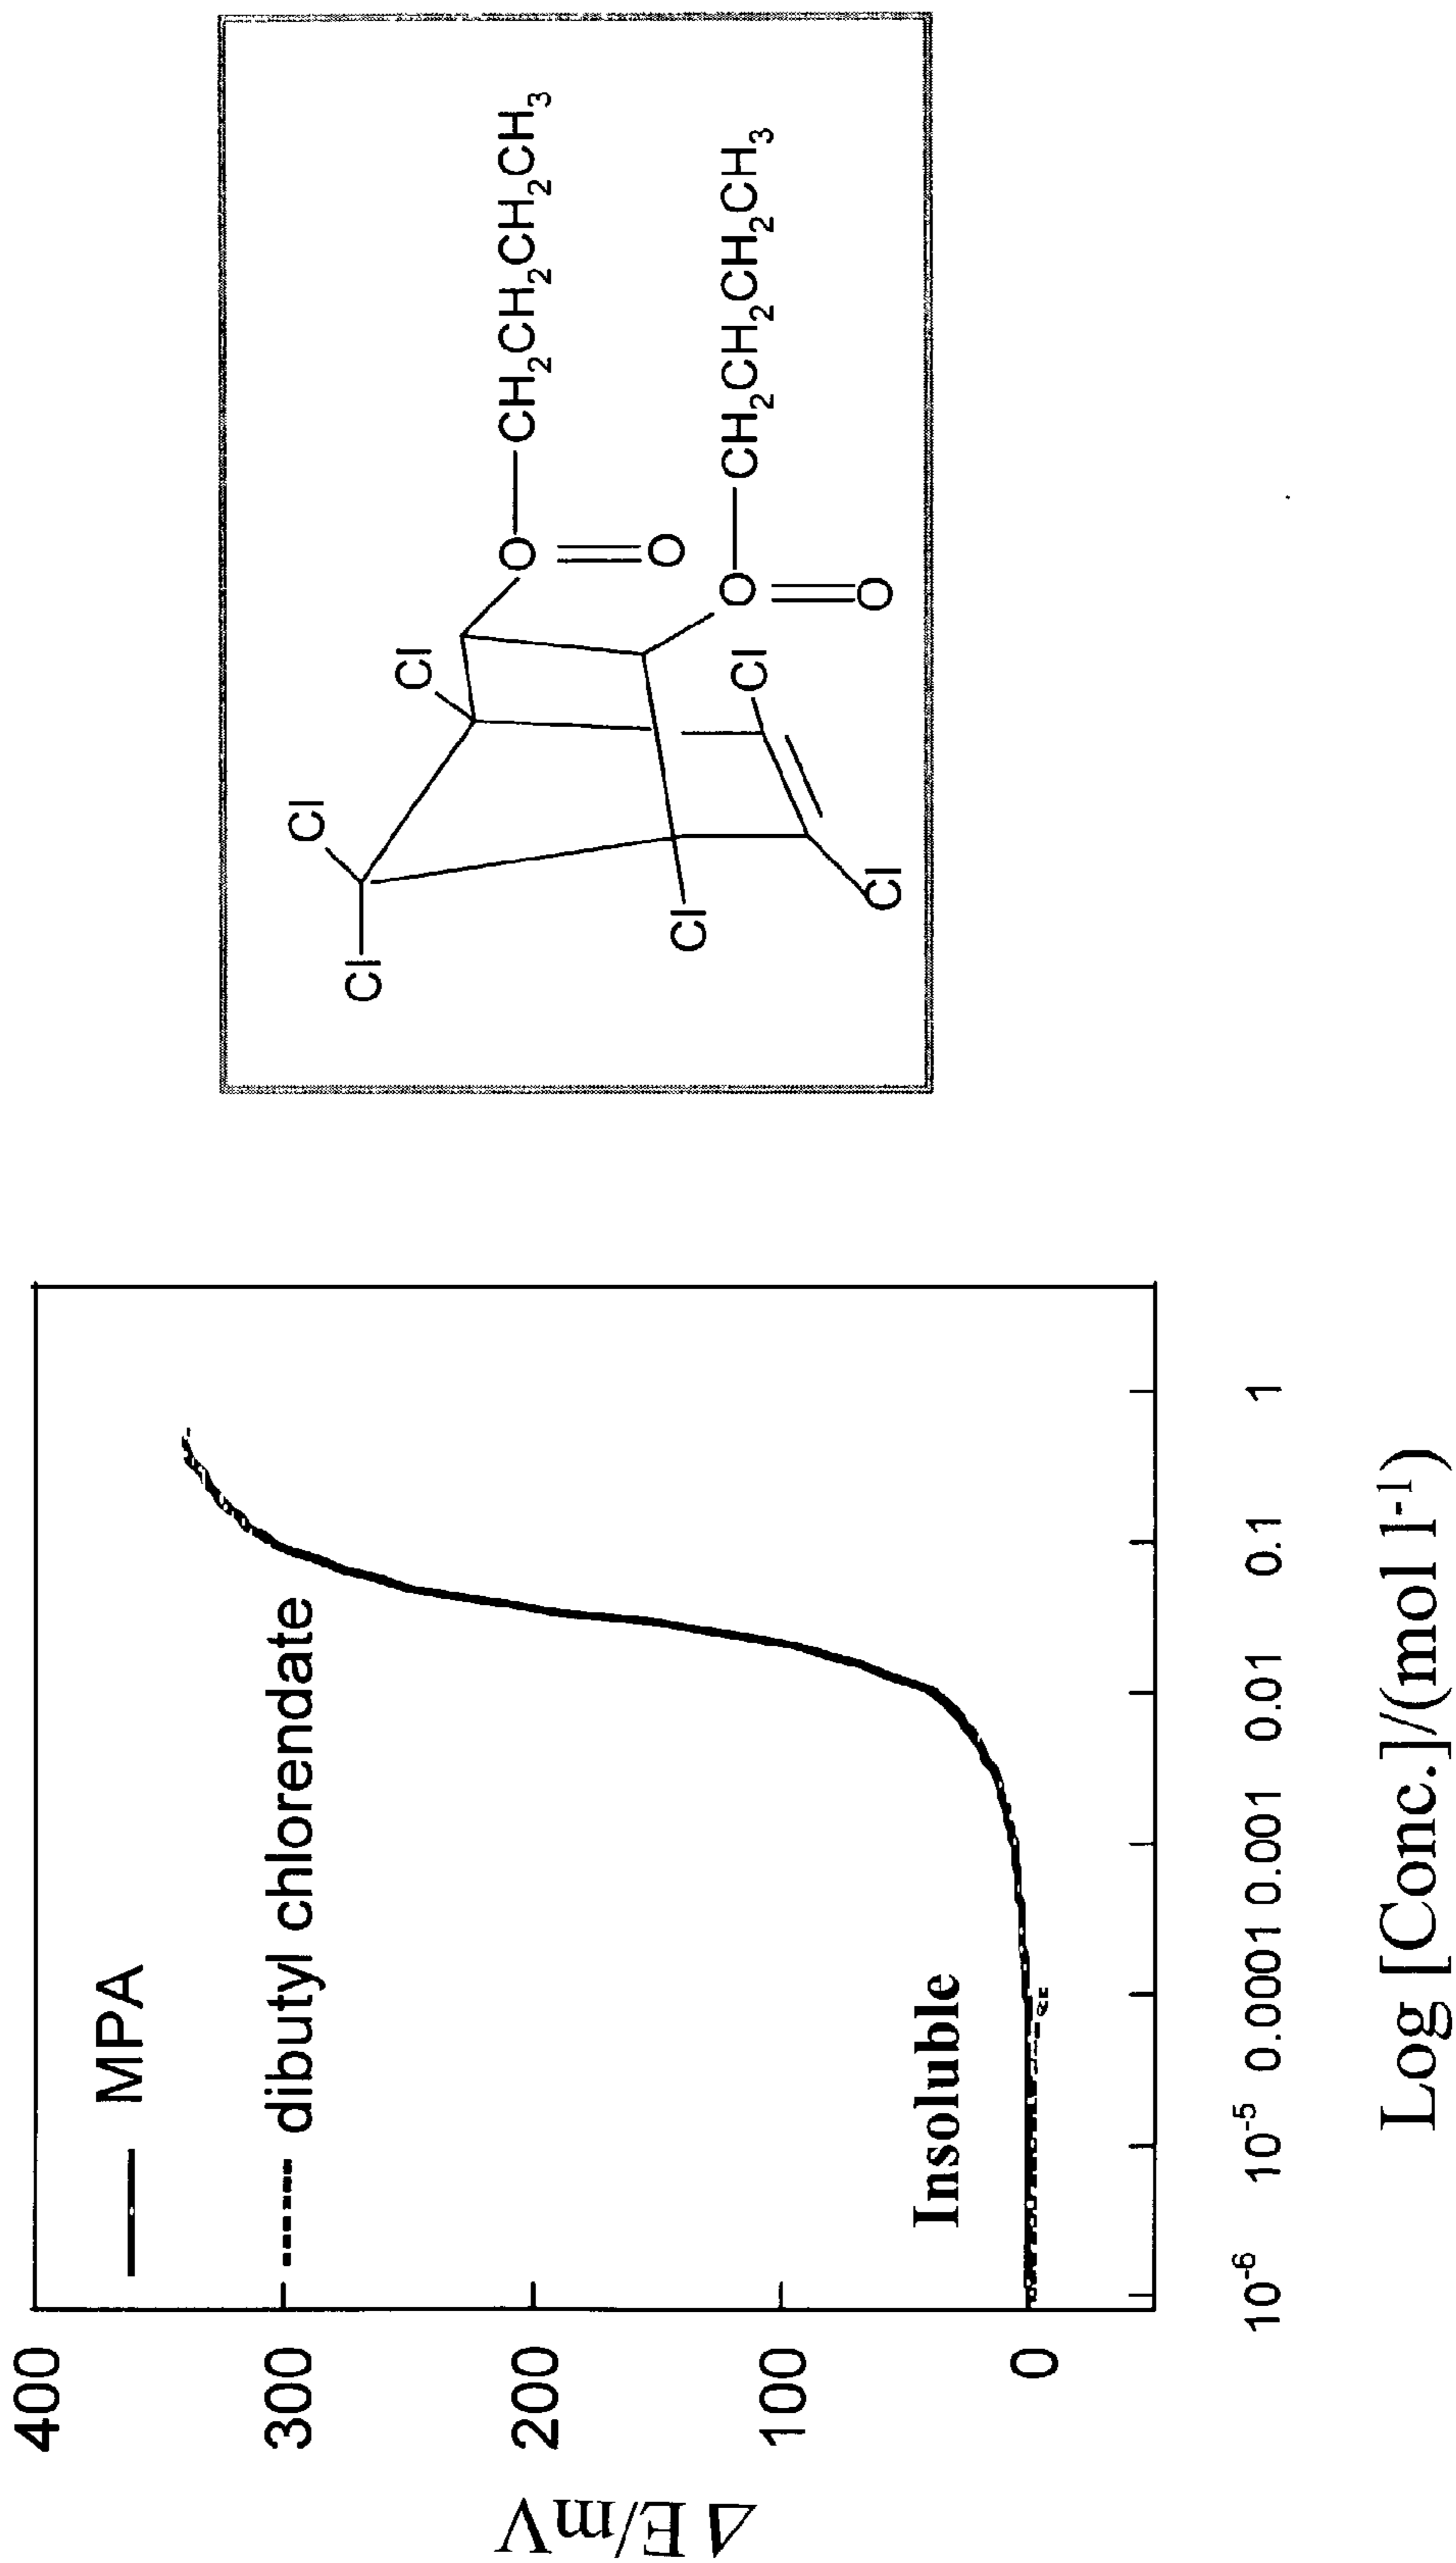 400
300
200
100
0
ΔE/mV
MPA
dibutyl chlorendate
Insoluble
10⁻⁶ 10⁻⁵ 0.0001 0.001 0.01 0.1 1
Log [Conc.]/(mol l⁻¹)
Cl
Cl
Cl
Cl
Cl
Cl
O
CH₂CH₂CH₂CH₃
O
O
CH₂CH₂CH₂CH₃
O